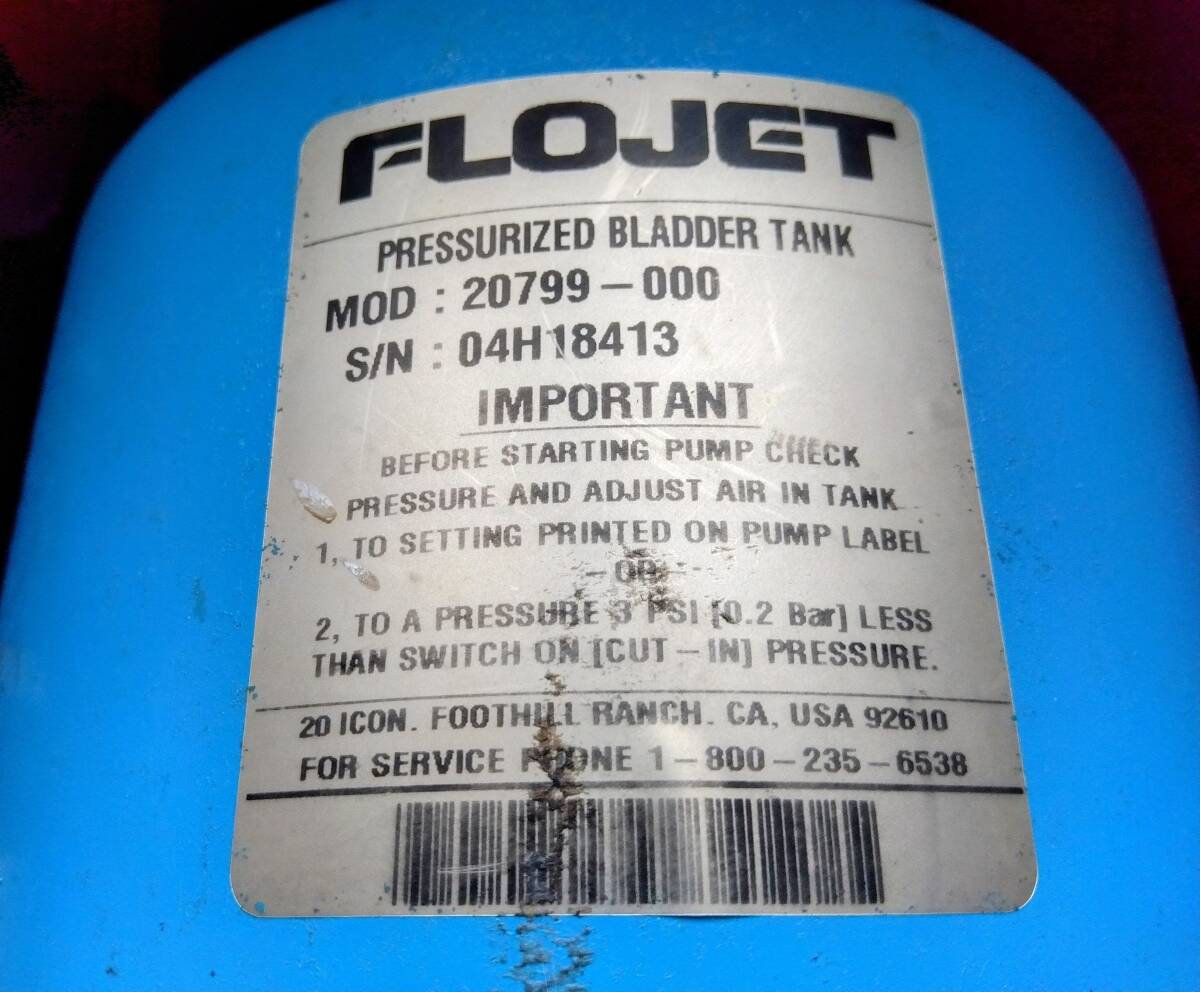 FLOJET
PRESSURIZED BLADDER TANK
MOD : 20799-000
S/N : 04H18413
IMPORTANT
BEFORE STARTING PUMP CHECK
PRESSURE AND ADJUST AIR IN TANK
1, TO SETTING PRINTED ON PUMP LABEL
-OR-
2, TO A PRESSURE 3 PSI [0.2 Bar] LESS
THAN SWITCH ON [CUT-IN] PRESSURE.
20 ICON. FOOTHILL RANCH. CA, USA 92610
FOR SERVICE PHONE 1-800-235-6538